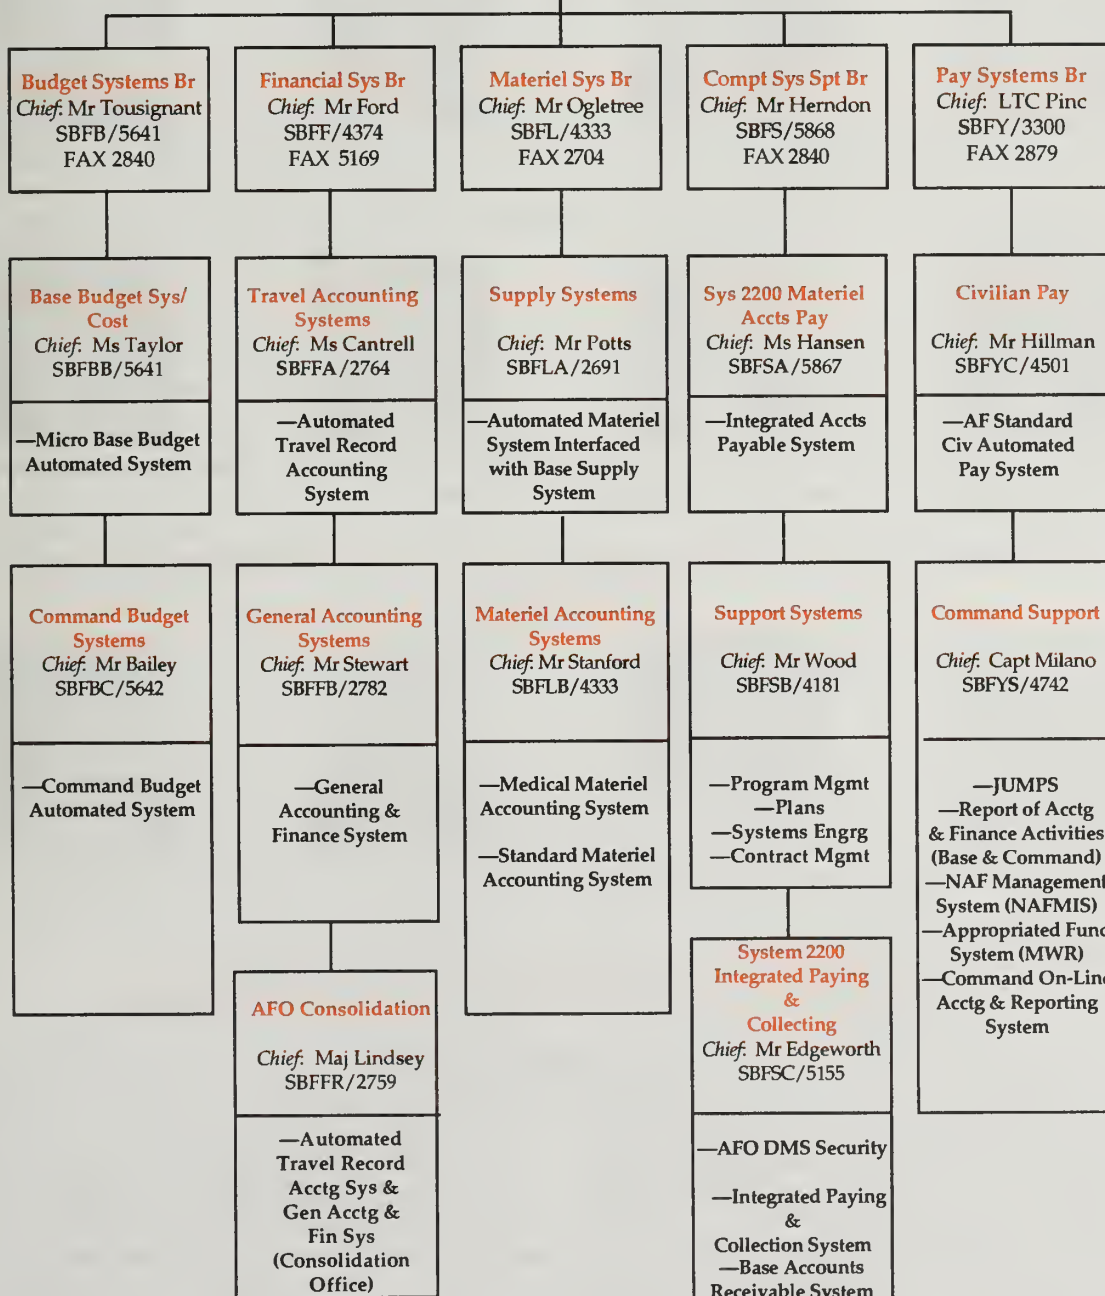 Budget Systems Br
Chief: Mr Tousignant
SBFB/5641
FAX 2840
Financial Sys Br
Chief: Mr Ford
SBFF/4374
FAX 5169
Materiel Sys Br
Chief: Mr Ogletree
SBFL/4333
FAX 2704
Compt Sys Spt Br
Chief: Mr Herndon
SBFS/5868
FAX 2840
Pay Systems Br
Chief: LTC Pinc
SBFY/3300
FAX 2879
Base Budget Sys/
Cost
Chief: Ms Taylor
SBFBB/5641
—Micro Base Budget
Automated System
Travel Accounting
Systems
Chief: Ms Cantrell
SBFFA/2764
—Automated
Travel Record
Accounting
System
Supply Systems
Chief: Mr Potts
SBFLA/2691
—Automated Materiel
System Interfaced
with Base Supply
System
Sys 2200 Materiel
Accts Pay
Chief: Ms Hansen
SBFSA/5867
—Integrated Accts
Payable System
Civilian Pay
Chief: Mr Hillman
SBFYC/4501
—AF Standard
Civ Automated
Pay System
Command Budget
Systems
Chief: Mr Bailey
SBFBC/5642
—Command Budget
Automated System
General Accounting
Systems
Chief: Mr Stewart
SBFFB/2782
—General
Accounting &
Finance System
Materiel Accounting
Systems
Chief: Mr Stanford
SBFLB/4333
—Medical Materiel
Accounting System
—Standard Materiel
Accounting System
Support Systems
Chief: Mr Wood
SBFSB/4181
—Program Mgmt
—Plans
—Systems Engrg
—Contract Mgmt
Command Support
Chief: Capt Milano
SBFYS/4742
—JUMPS
—Report of Acctg
& Finance Activities
(Base & Command)
—NAF Management
System (NAFMIS)
—Appropriated Func
System (MWR)
—Command On-Line
Acctg & Reporting
System
AFO Consolidation
Chief: Maj Lindsey
SBFFR/2759
—Automated
Travel Record
Acctg Sys &
Gen Acctg &
Fin Sys
(Consolidation
Office)
System 2200
Integrated Paying
&
Collecting
Chief: Mr Edgeworth
SBFSC/5155
—AFO DMS Security
—Integrated Paying
&
Collection System
—Base Accounts
Receivable System